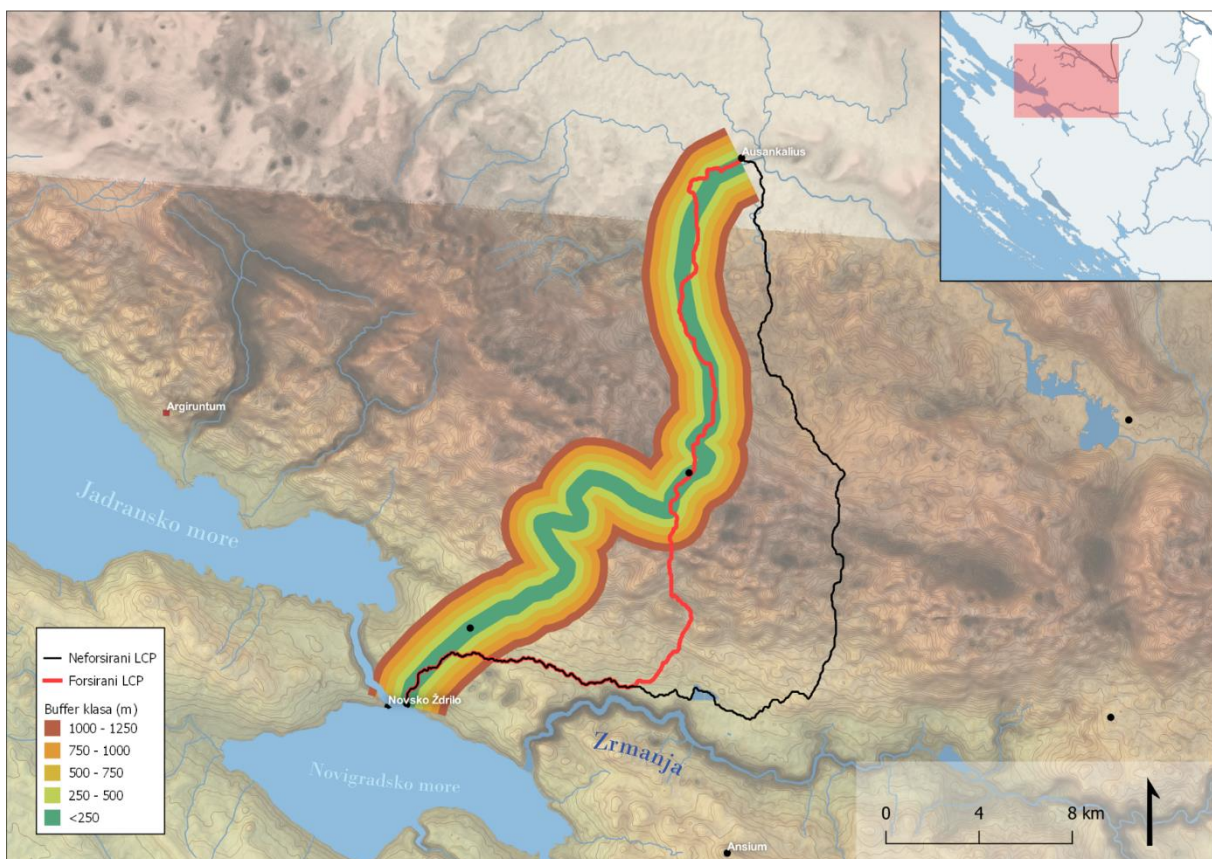 Ausankalius
Argiruntum
Jadransko more
Novsko Ždrilo
Zrmanja
Novigradsko more
Ansium
Neforsirani LCP
Forsirani LCP
Buffer klasa (m)
1000 - 1250
750 - 1000
500 - 750
250 - 500
<250
0 4 8 km